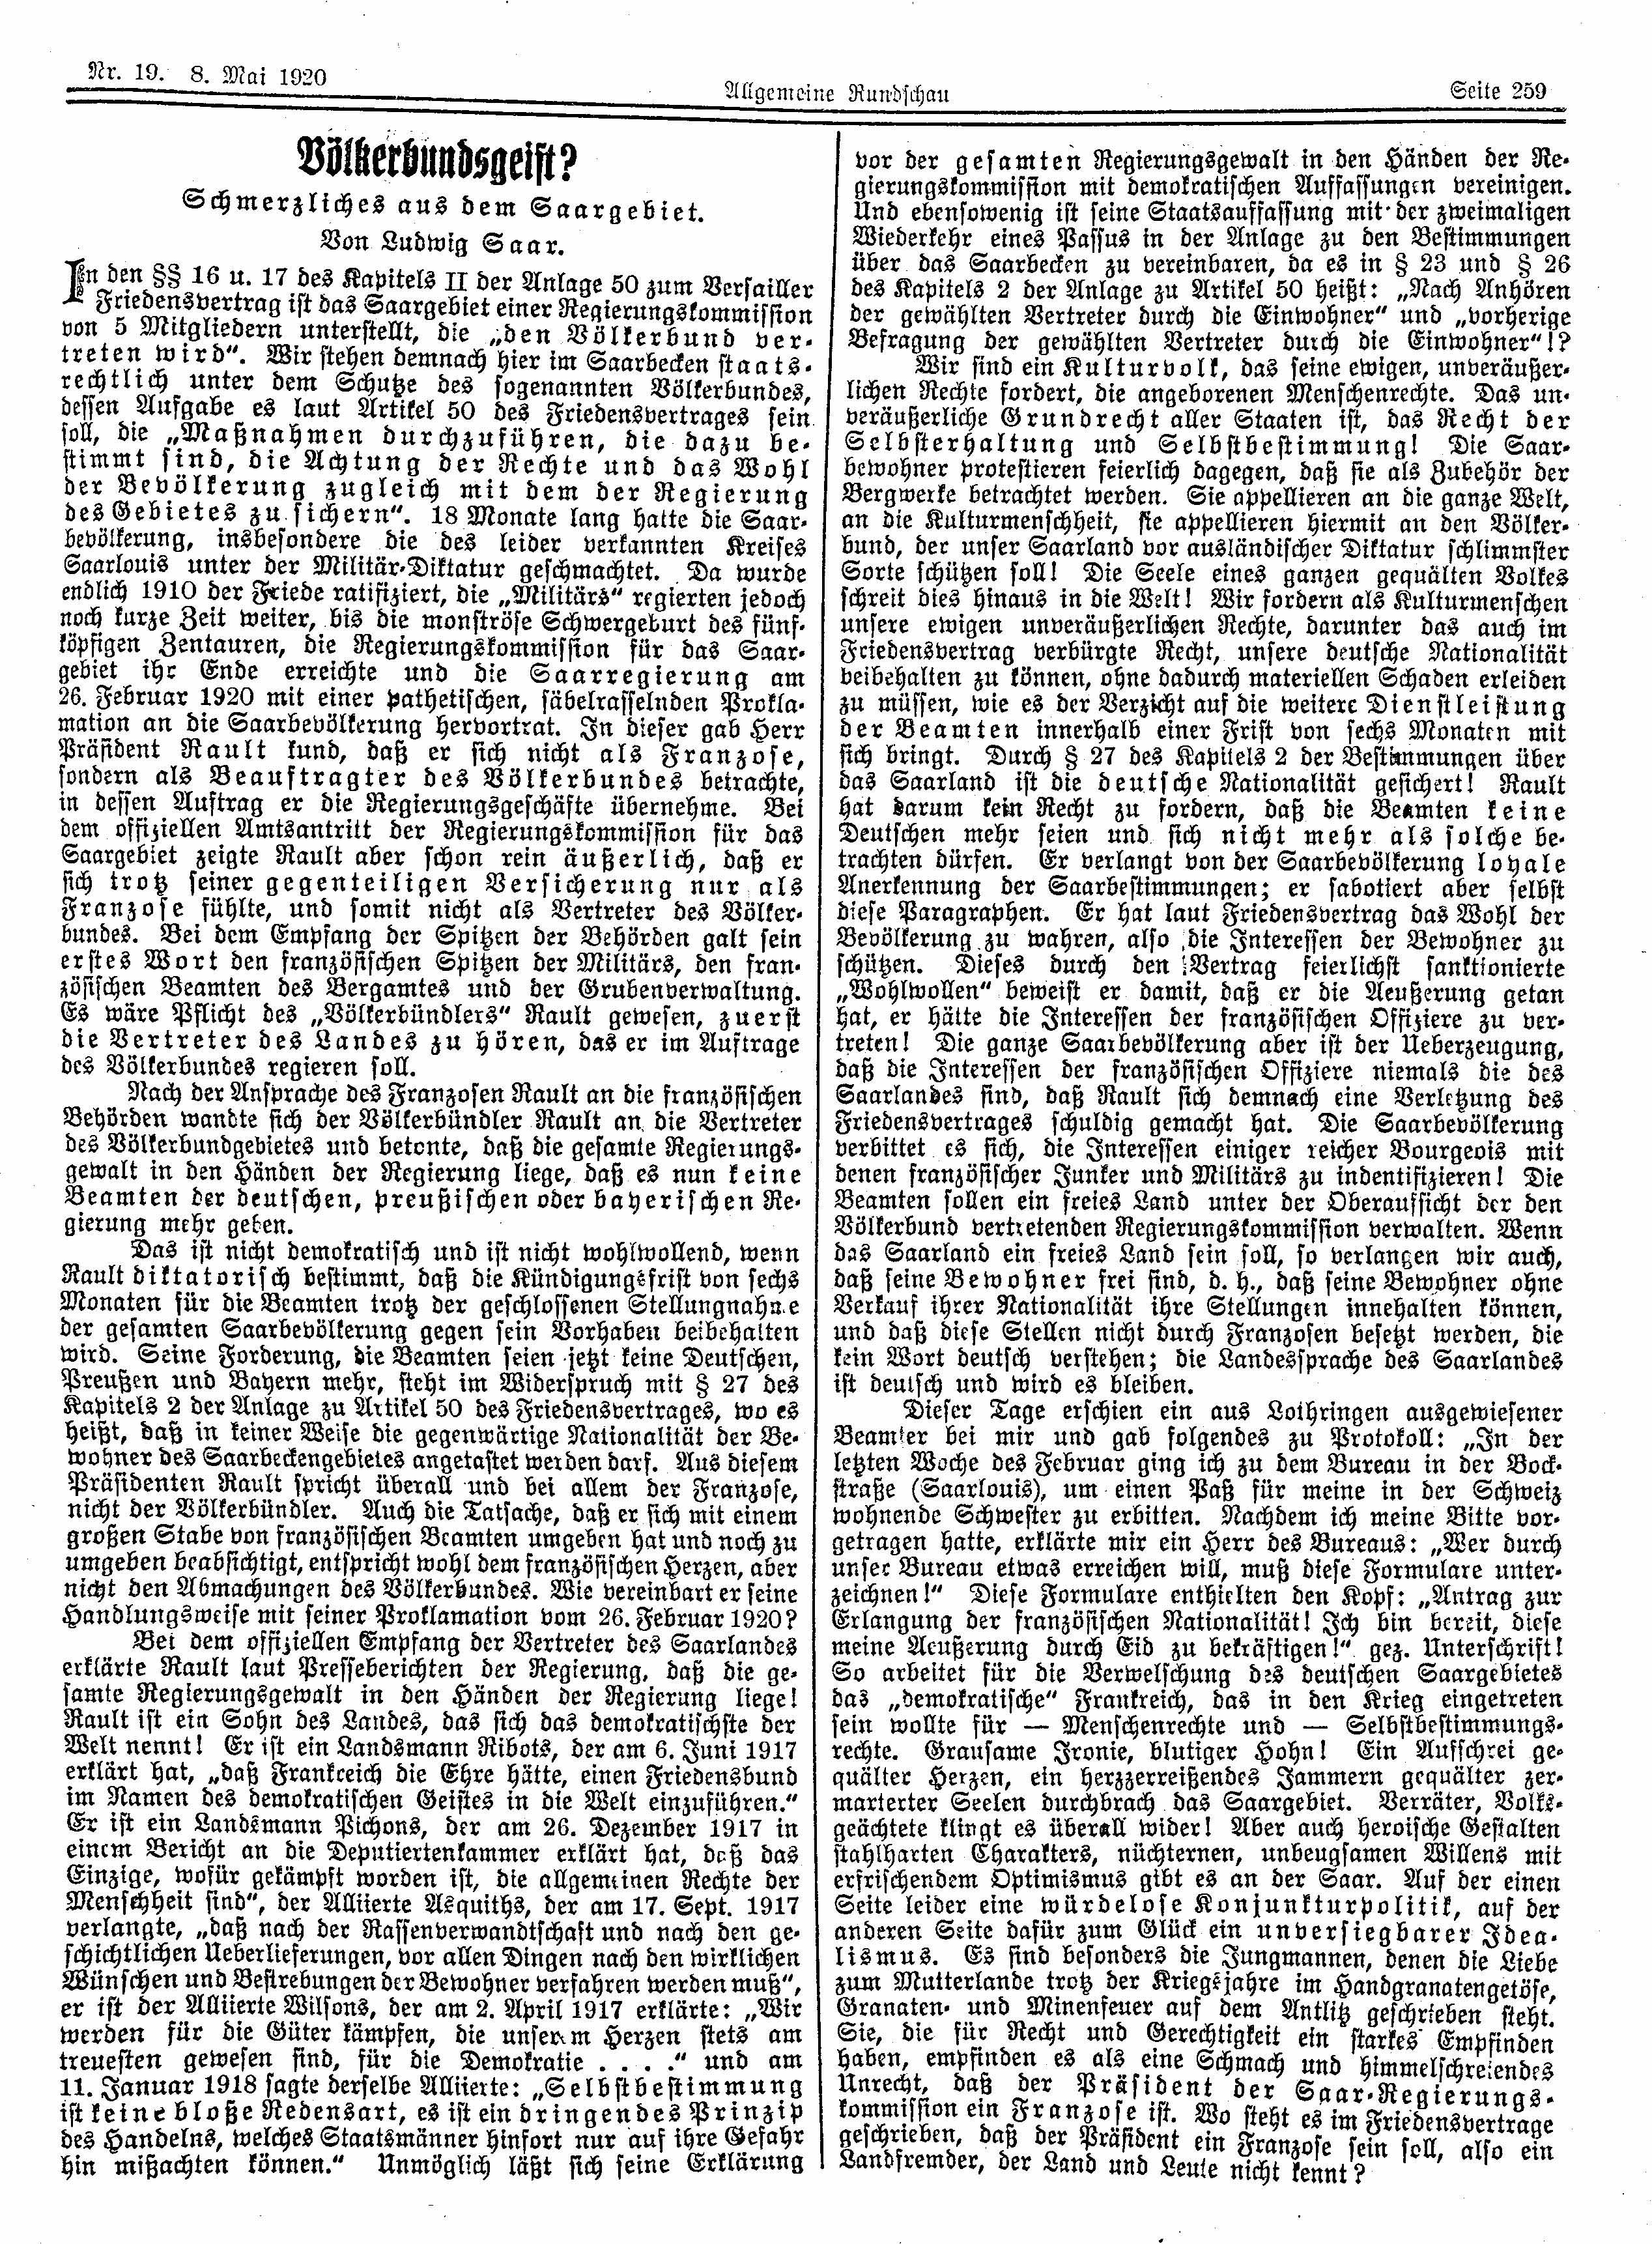 Nr. 19. 8. Mai 1920
Allgemeine Rundschau
Seite 259
Völkerbundsgeist?
Schmerzliches aus dem Saargebiet.
Von Ludwig Saar.
In den §§ 16 u. 17 des Kapitels II der Anlage 50 zum Versailler
Friedensvertrag ist das Saargebiet einer Regierungskommission
von 5 Mitgliedern unterstellt, die „den Völkerbund ver-
treten wird“. Wir stehen demnach hier im Saarbecken staats-
rechtlich unter dem Schutze des sogenannten Völkerbundes,
dessen Aufgabe es laut Artikel 50 des Friedensvertrages sein
soll, die „Maßnahmen durchzuführen, die dazu be-
stimmt sind, die Achtung der Rechte und das Wohl
der Bevölkerung zugleich mit dem der Regierung
des Gebietes zu sichern“. 18 Monate lang hatte die Saar-
bevölkerung, insbesondere die des leider verkannten Kreises
Saarlouis unter der Militär-Diktatur geschmachtet. Da wurde
endlich 1910 der Friede ratifiziert, die „Militärs“ regierten jedoch
noch kurze Zeit weiter, bis die monströse Schwergeburt des fünf-
köpfigen Zentauren, die Regierungskommission für das Saar-
gebiet ihr Ende erreichte und die Saarregierung am
26. Februar 1920 mit einer pathetischen, säbelrasselnden Prokla-
mation an die Saarbevölkerung hervortrat. In dieser gab Herr
Präsident Rault kund, daß er sich nicht als Franzose,
sondern als Beauftragter des Völkerbundes betrachte,
in dessen Auftrag er die Regierungsgeschäfte übernehme. Bei
dem offiziellen Amtsantritt der Regierungskommission für das
Saargebiet zeigte Rault aber schon rein äußerlich, daß er
sich trotz seiner gegenteiligen Versicherung nur als
Franzose fühlte, und somit nicht als Vertreter des Völker-
bundes. Bei dem Empfang der Spitzen der Behörden galt sein
erstes Wort den französischen Spitzen der Militärs, den fran-
zösischen Beamten des Bergamtes und der Grubenverwaltung.
Es wäre Pflicht des „Völkerbündlers“ Rault gewesen, zuerst
die Vertreter des Landes zu hören, das er im Auftrage
des Völkerbundes regieren soll.
Nach der Ansprache des Franzosen Rault an die französischen
Behörden wandte sich der Völkerbündler Rault an die Vertreter
des Völkerbundgebietes und betonte, daß die gesamte Regierungs-
gewalt in den Händen der Regierung liege, daß es nun keine
Beamten der deutschen, preußischen oder bayerischen Re-
gierung mehr geben.
Das ist nicht demokratisch und ist nicht wohlwollend, wenn
Rault diktatorisch bestimmt, daß die Kündigungsfrist von sechs
Monaten für die Beamten trotz der geschlossenen Stellungnahme
der gesamten Saarbevölkerung gegen sein Vorhaben beibehalten
wird. Seine Forderung, die Beamten seien jetzt keine Deutschen,
Preußen und Bayern mehr, steht im Widerspruch mit § 27 des
Kapitels 2 der Anlage zu Artikel 50 des Friedensvertrages, wo es
heißt, daß in keiner Weise die gegenwärtige Nationalität der Be-
wohner des Saarbeckengebietes angetastet werden darf. Aus diesem
Präsidenten Rault spricht überall und bei allem der Franzose,
nicht der Völkerbündler. Auch die Tatsache, daß er sich mit einem
großen Stabe von französischen Beamten umgeben hat und noch zu
umgeben beabsichtigt, entspricht wohl dem französischen Herzen, aber
nicht den Abmachungen des Völkerbundes. Wie vereinbart er seine
Handlungsweise mit seiner Proklamation vom 26. Februar 1920?
Bei dem offiziellen Empfang der Vertreter des Saarlandes
erklärte Rault laut Presseberichten der Regierung, daß die ge-
samte Regierungsgewalt in den Händen der Regierung liege!
Rault ist ein Sohn des Landes, das sich das demokratischste der
Welt nennt! Er ist ein Landsmann Ribots, der am 6. Juni 1917
erklärt hat, „daß Frankreich die Ehre hätte, einen Friedensbund
im Namen des demokratischen Geistes in die Welt einzuführen.“
Er ist ein Landsmann Pichons, der am 26. Dezember 1917 in
einem Bericht an die Deputiertenkammer erklärt hat, daß das
Einzige, wofür gekämpft worden ist, die allgemeinen Rechte der
Menschheit sind“, der Alliierte Asquiths, der am 17. Sept. 1917
verlangte, „daß nach der Rassenverwandtschaft und nach den ge-
schichtlichen Ueberlieferungen, vor allen Dingen nach den wirklichen
Wünschen und Bestrebungen der Bewohner verfahren werden muß“,
er ist der Alliierte Wilsons, der am 2. April 1917 erklärte: „Wir
werden für die Güter kämpfen, die unserem Herzen stets am
treuesten gewesen sind, für die Demokratie . . . .“ und am
11. Januar 1918 sagte derselbe Alliierte: „Selbstbestimmung
ist keine bloße Redensart, es ist ein dringendes Prinzip
des Handelns, welches Staatsmänner hinfort nur auf ihre Gefahr
hin mißachten können.“ Unmöglich läßt sich seine Erklärung
vor der gesamten Regierungsgewalt in den Händen der Re-
gierungskommission mit demokratischen Auffassungen vereinigen.
Und ebensowenig ist seine Staatsauffassung mit der zweimaligen
Wiederkehr eines Passus in der Anlage zu den Bestimmungen
über das Saarbecken zu vereinbaren, da es in § 23 und § 26
des Kapitels 2 der Anlage zu Artikel 50 heißt: „Nach Anhören
der gewählten Vertreter durch die Einwohner“ und „vorherige
Befragung der gewählten Vertreter durch die Einwohner“!?
Wir sind ein Kulturvolk, das seine ewigen, unveräußer-
lichen Rechte fordert, die angeborenen Menschenrechte. Das un-
veräußerliche Grundrecht aller Staaten ist, das Recht der
Selbsterhaltung und Selbstbestimmung! Die Saar-
bewohner protestieren feierlich dagegen, daß sie als Zubehör der
Bergwerke betrachtet werden. Sie appellieren an die ganze Welt,
an die Kulturmenschheit, sie appellieren hiermit an den Völker-
bund, der unser Saarland vor ausländischer Diktatur schlimmster
Sorte schützen soll! Die Seele eines ganzen gequälten Volkes
schreit dies hinaus in die Welt! Wir fordern als Kulturmenschen
unsere ewigen unveräußerlichen Rechte, darunter das auch im
Friedensvertrag verbürgte Recht, unsere deutsche Nationalität
beibehalten zu können, ohne dadurch materiellen Schaden erleiden
zu müssen, wie es der Verzicht auf die weitere Dienstleistung
der Beamten innerhalb einer Frist von sechs Monaten mit
sich bringt. Durch § 27 des Kapitels 2 der Bestimmungen über
das Saarland ist die deutsche Nationalität gesichert! Rault
hat darum kein Recht zu fordern, daß die Beamten keine
Deutschen mehr seien und sich nicht mehr als solche be-
trachten dürfen. Er verlangt von der Saarbevölkerung loyale
Anerkennung der Saarbestimmungen; er sabotiert aber selbst
diese Paragraphen. Er hat laut Friedensvertrag das Wohl der
Bevölkerung zu wahren, also die Interessen der Bewohner zu
schützen. Dieses durch den Vertrag feierlichst sanktionierte
„Wohlwollen“ beweist er damit, daß er die Aeußerung getan
hat, er hätte die Interessen der französischen Offiziere zu ver-
treten! Die ganze Saarbevölkerung aber ist der Ueberzeugung,
daß die Interessen der französischen Offiziere niemals die des
Saarlandes sind, daß Rault sich demnach eine Verletzung des
Friedensvertrages schuldig gemacht hat. Die Saarbevölkerung
verbittet es sich, die Interessen einiger reicher Bourgeois mit
denen französischer Junker und Militärs zu indentifizieren! Die
Beamten sollen ein freies Land unter der Oberaufsicht der den
Völkerbund vertretenden Regierungskommission verwalten. Wenn
das Saarland ein freies Land sein soll, so verlangen wir auch,
daß seine Bewohner frei sind, d. h., daß seine Bewohner ohne
Verkauf ihrer Nationalität ihre Stellungen innehalten können,
und daß diese Stellen nicht durch Franzosen besetzt werden, die
kein Wort deutsch verstehen; die Landessprache des Saarlandes
ist deutsch und wird es bleiben.
Dieser Tage erschien ein aus Lothringen ausgewiesener
Beamter bei mir und gab folgendes zu Protokoll: „In der
letzten Woche des Februar ging ich zu dem Bureau in der Bock-
straße (Saarlouis), um einen Paß für meine in der Schweiz
wohnende Schwester zu erbitten. Nachdem ich meine Bitte vor-
getragen hatte, erklärte mir ein Herr des Bureaus: „Wer durch
unser Bureau etwas erreichen will, muß diese Formulare unter-
zeichnen!“ Diese Formulare enthielten den Kopf: „Antrag zur
Erlangung der französischen Nationalität! Ich bin bereit, diese
meine Aeußerung durch Eid zu bekräftigen!“ gez. Unterschrift!
So arbeitet für die Verwelschung des deutschen Saargebietes
das „demokratische“ Frankreich, das in den Krieg eingetreten
sein wollte für — Menschenrechte und — Selbstbestimmungs-
rechte. Grausame Ironie, blutiger Hohn! Ein Aufschrei ge-
quälter Herzen, ein herzzerreißendes Jammern gequälter zer-
marterter Seelen durchbrach das Saargebiet. Verräter, Volks-
geächtete klingt es überall wider! Aber auch heroische Gestalten
stahlharten Charakters, nüchternen, unbeugsamen Willens mit
erfrischendem Optimismus gibt es an der Saar. Auf der einen
Seite leider eine würdelose Konjunkturpolitik, auf der
anderen Seite dafür zum Glück ein unversiegbarer Idea-
lismus. Es sind besonders die Jungmannen, denen die Liebe
zum Mutterlande trotz der Kriegsjahre im Handgranatengetöse,
Granaten- und Minenfeuer auf dem Antlitz geschrieben steht.
Sie, die für Recht und Gerechtigkeit ein starkes Empfinden
haben, empfinden es als eine Schmach und himmelschreiendes
Unrecht, daß der Präsident der Saar-Regierungs-
kommission ein Franzose ist. Wo steht es im Friedensvertrage
geschrieben, daß der Präsident ein Franzose sein soll, also ein
Landfremder, der Land und Leute nicht kennt?